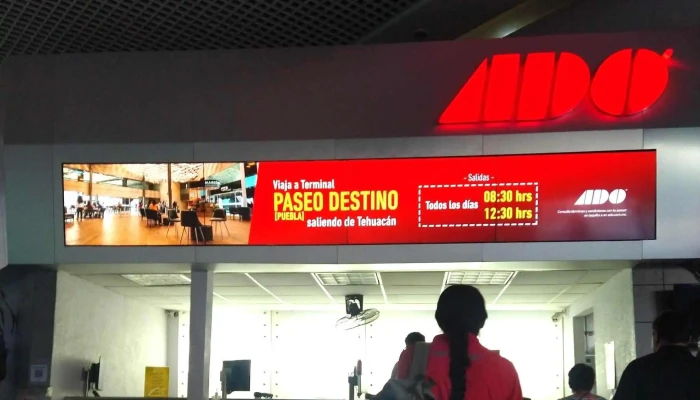 ADO
Viaja a Terminal
PASEO DESTINO
[PUEBLA] saliendo de Tehuacán
- Salidas -
Todos los días
08:30 hrs
12:30 hrs
ADO